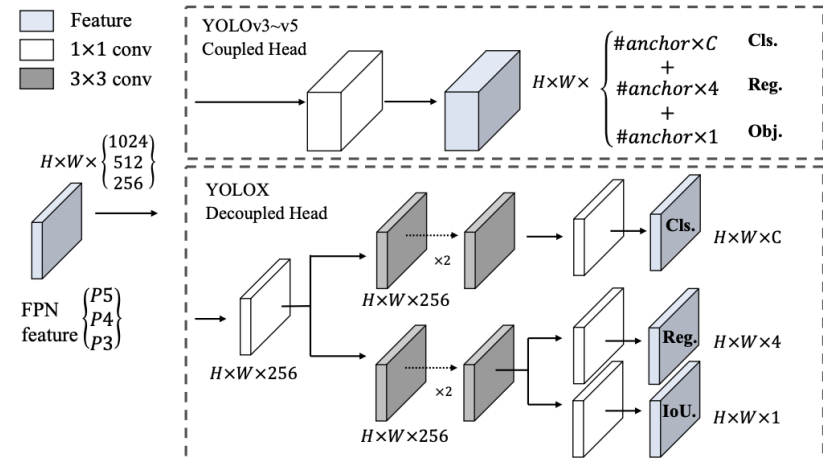 Feature
1×1 conv
3×3 conv
H×W×{1024
512
256}
FPN
feature
{P5
P4
P3}
YOLOv3~v5
Coupled Head
H×W×
{#anchor×C Cls.
+
#anchor×4 Reg.
+
#anchor×1 Obj.
YOLOX
Decoupled Head
H×W×256
×2
H×W×256
Cls.
H×W×C
×2
H×W×256
Reg.
H×W×4
IoU.
H×W×1